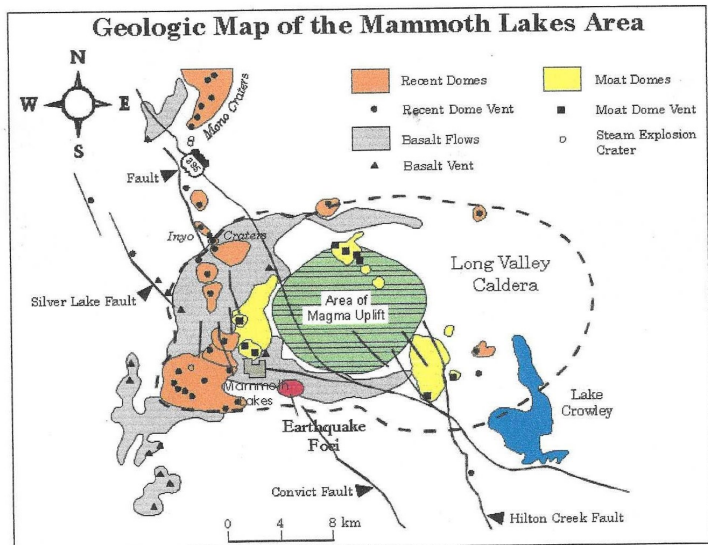 Geologic Map of the Mammoth Lakes Area
N
W E
S
Recent Domes
Recent Dome Vent
Basalt Flows
Basalt Vent
Moat Domes
Moat Dome Vent
Steam Explosion
Crater
Mono Craters
395
Fault
Inyo Craters
Silver Lake Fault
Long Valley
Caldera
Area of
Magma Uplift
Mammoth
Lakes
Earthquake
Foci
Lake
Crowley
Convict Fault
Hilton Creek Fault
0 4 8 km